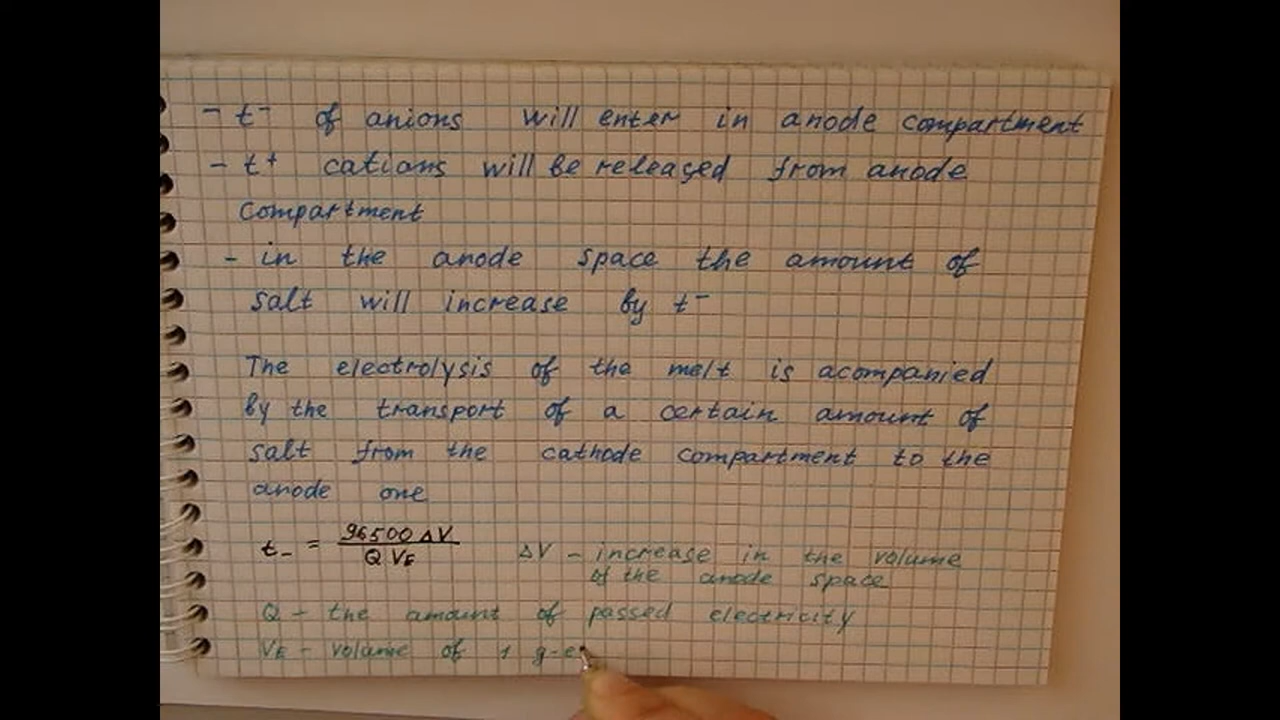 - t⁻ of anions will enter in anode compartment
- t⁺ cations will be released from anode
compartment
- in the anode space the amount of
salt will increase by t⁻
The electrolysis of the melt is acompanied
by the transport of a certain amount of
salt from the cathode compartment to the
anode one
t₋ = 96500 ΔV / Q VE
ΔV - increase in the volume
of the anode space
Q - the amount of passed electricity
VE - volume of 1 g-e